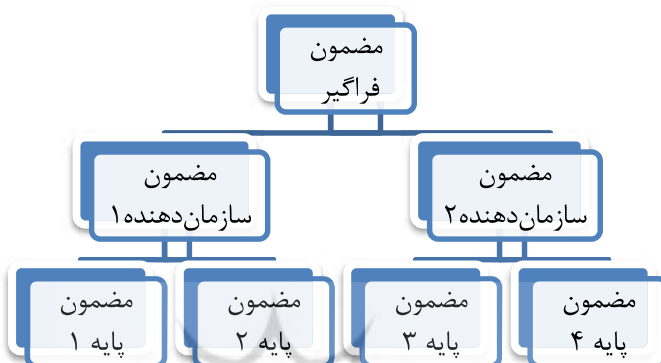 مضمون
فراگیر
مضمون
سازمان‌دهنده۲
مضمون
سازمان‌دهنده۱
مضمون
پایه ۴
مضمون
پایه ۳
مضمون
پایه ۲
مضمون
پایه ۱